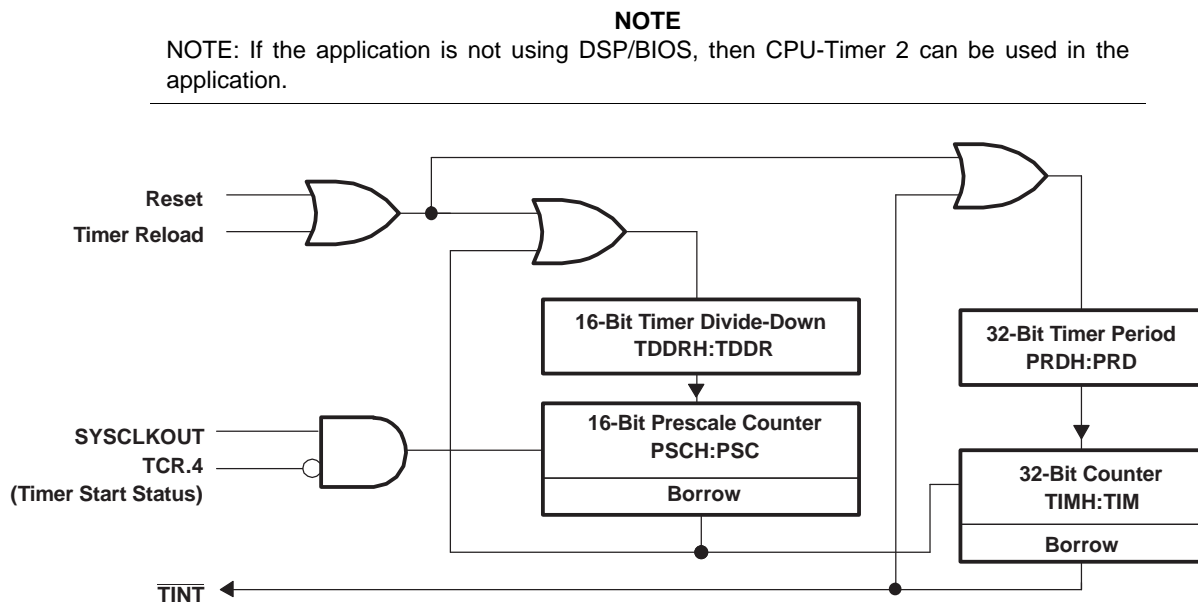 NOTE
NOTE: If the application is not using DSP/BIOS, then CPU-Timer 2 can be used in the
application.
Reset
Timer Reload
16-Bit Timer Divide-Down
TDDRH:TDDR
32-Bit Timer Period
PRDH:PRD
SYSCLKOUT
TCR.4
(Timer Start Status)
16-Bit Prescale Counter
PSCH:PSC
Borrow
32-Bit Counter
TIMH:TIM
Borrow
TINT